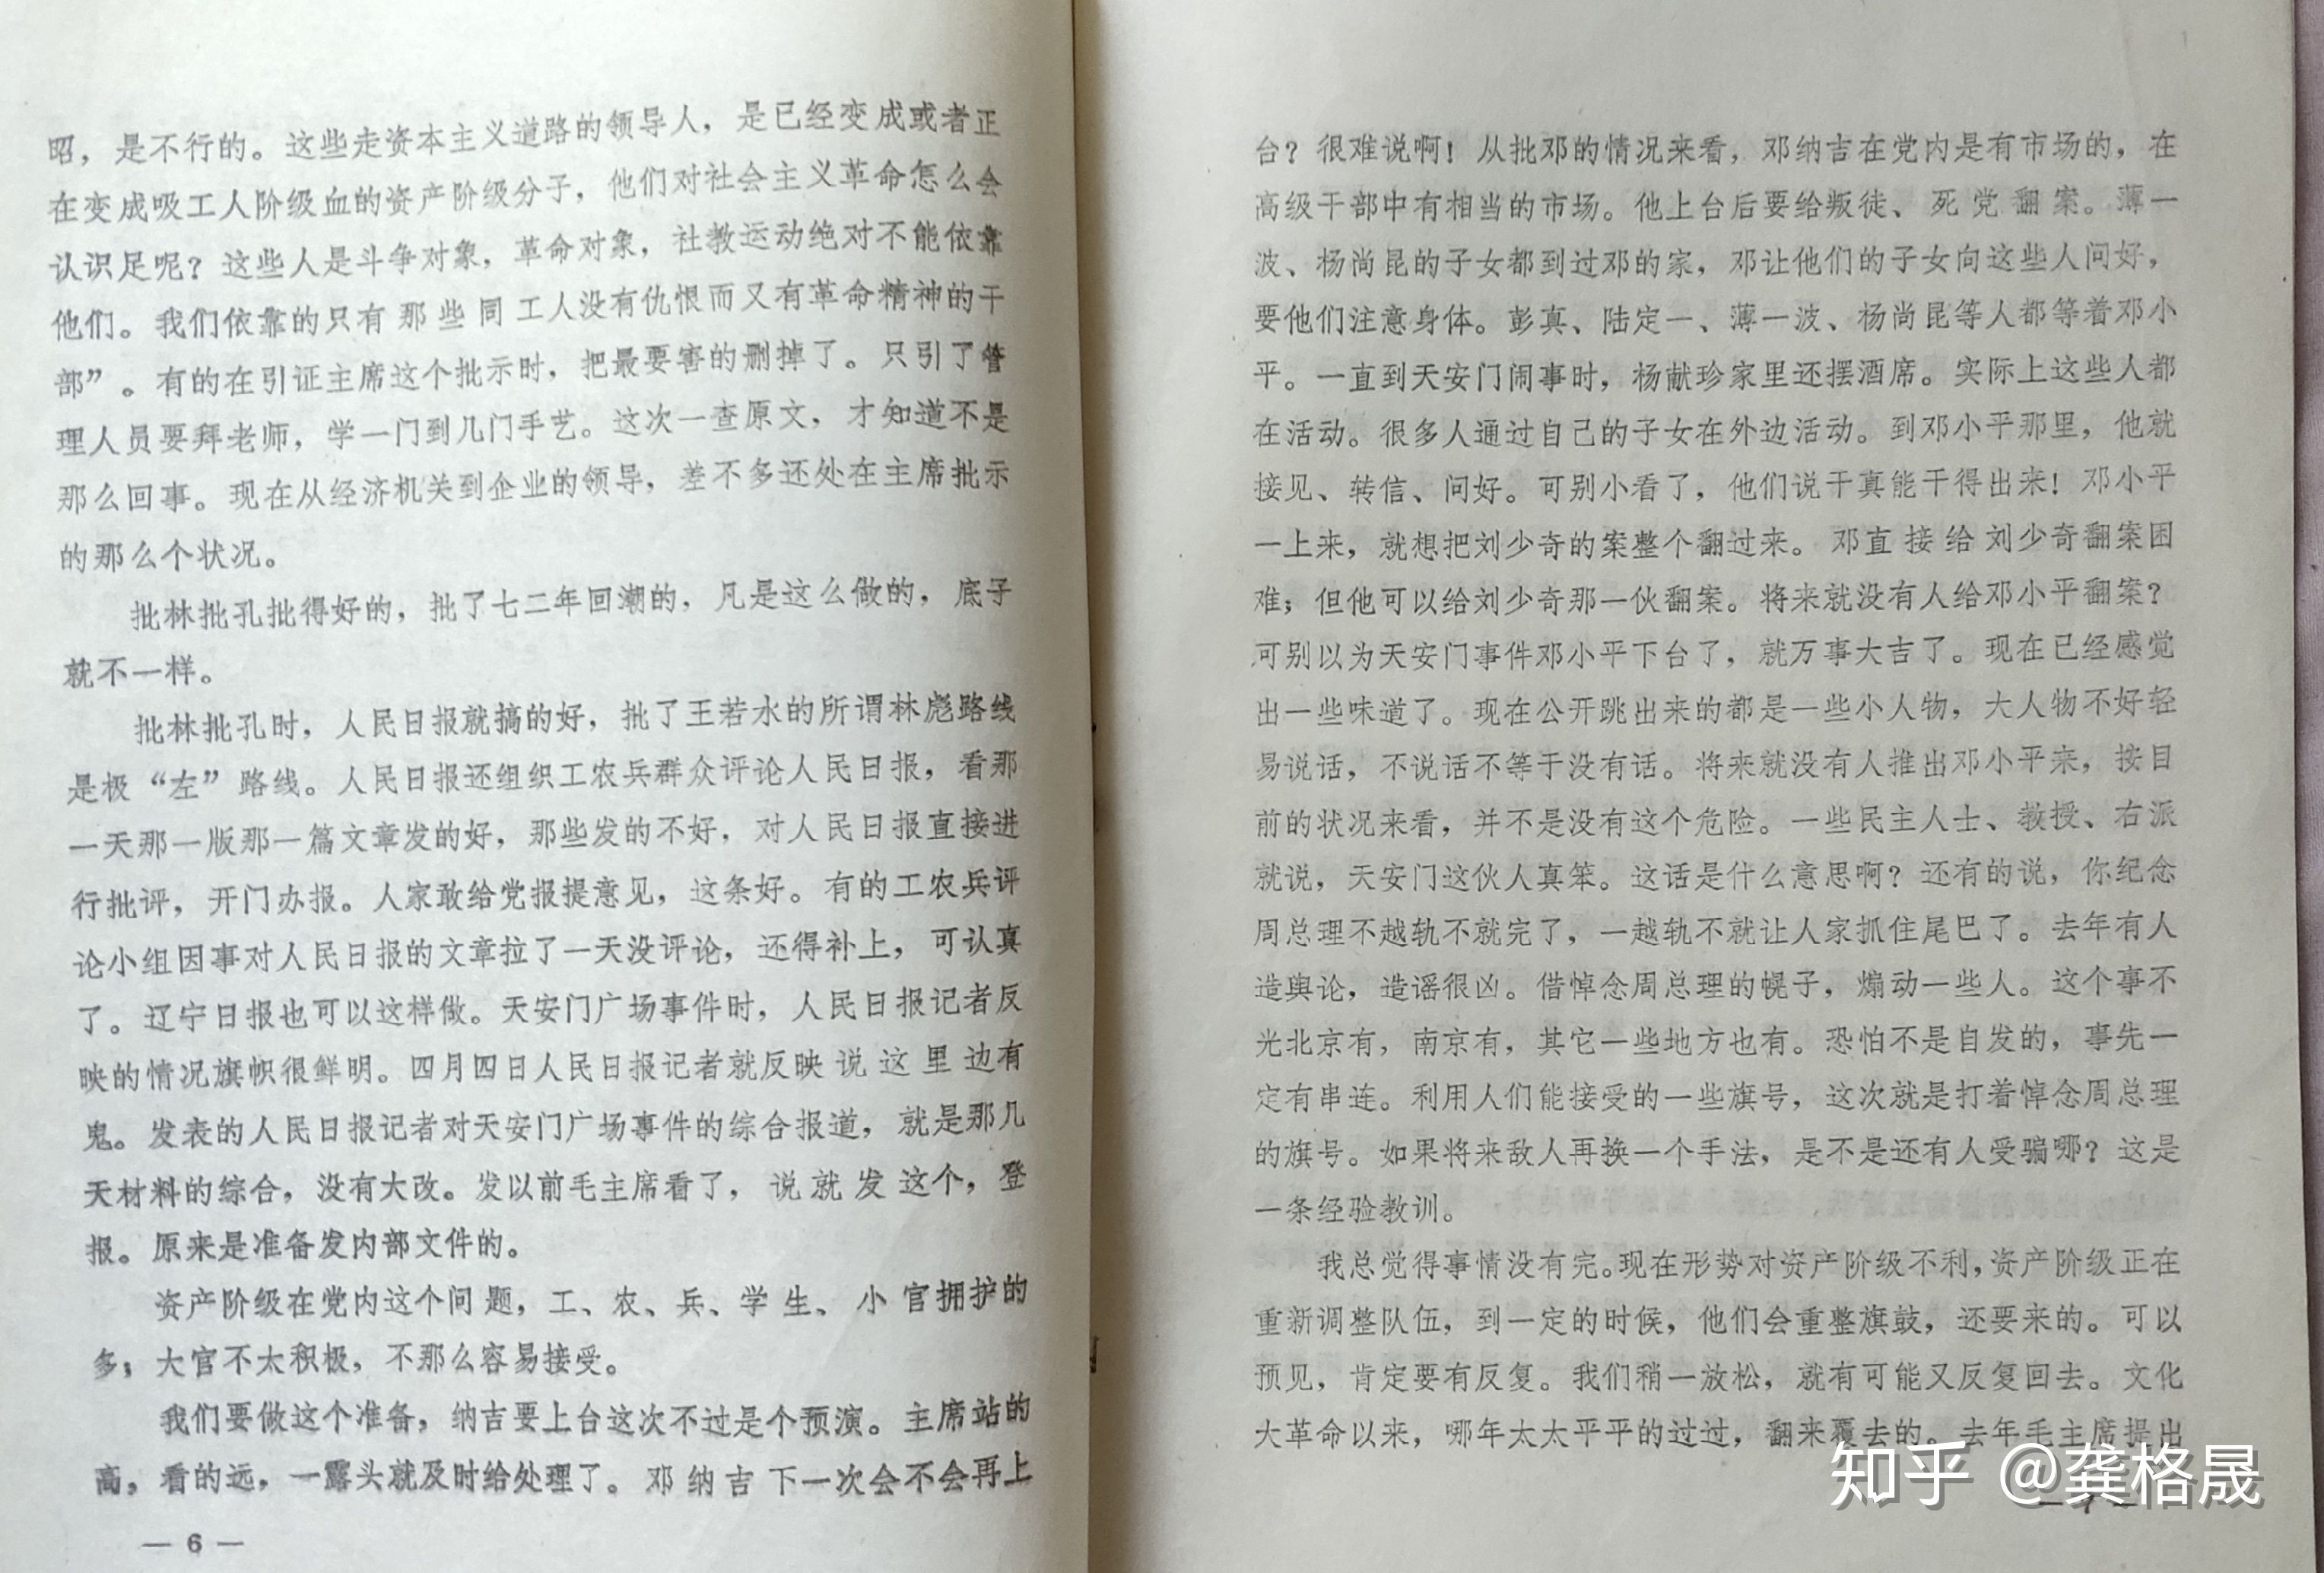 昭，是不行的。这些走资本主义道路的领导人，是已经变成或者正
在变成吸工人阶级血的资产阶级分子，他们对社会主义革命怎么会
认识足呢？这些人是斗争对象，革命对象，社教运动绝对不能依靠
他们。我们依靠的只有那些同工人没有仇恨而又有革命精神的干
部”。有的在引证主席这个批示时，把最要害的删掉了。只引了管
理人员要拜老师，学一门到几门手艺。这次一查原文，才知道不是
那么回事。现在从经济机关到企业的领导，差不多还处在主席批示
的那么个状况。
批林批孔批得好的，批了七二年回潮的，凡是这么做的，底子
就不一样。
批林批孔时，人民日报就搞的好，批了王若水的所谓林彪路线
是极“左”路线。人民日报还组织工农兵群众评论人民日报，看那
一天那一版那一篇文章发的好，那些发的不好，对人民日报直接进
行批评，开门办报。人家敢给党报提意见，这条好。有的工农兵评
论小组因事对人民日报的文章拉了一天没评论，还得补上，可认真
了。辽宁日报也可以这样做。天安门广场事件时，人民日报记者反
映的情况旗帜很鲜明。四月四日人民日报记者就反映说这里边有
鬼。发表的人民日报记者对天安门广场事件的综合报道，就是那几
天材料的综合，没有大改。发以前毛主席看了，说就发这个，登
报。原来是准备发内部文件的。
资产阶级在党内这个问题，工、农、兵、学生、小官拥护的
多；大官不太积极，不那么容易接受。
我们要做这个准备，纳吉要上台这次不过是个预演。主席站的
高，看的远，一露头就及时给处理了。邓纳吉下一次会不会再上
— 6 —
台？很难说啊！从批邓的情况来看，邓纳吉在党内是有市场的，在
高级干部中有相当的市场。他上台后要给叛徒、死党翻案。薄一
波、杨尚昆的子女都到过邓的家，邓让他们的子女向这些人问好，
要他们注意身体。彭真、陆定一、薄一波、杨尚昆等人都等着邓小
平。一直到天安门闹事时，杨献珍家里还摆酒席。实际上这些人都
在活动。很多人通过自己的子女在外边活动。到邓小平那里，他就
接见、转信、问好。可别小看了，他们说干真能干得出来！邓小平
一上来，就想把刘少奇的案整个翻过来。邓直接给刘少奇翻案困
难；但他可以给刘少奇那一伙翻案。将来就没有人给邓小平翻案？
可别以为天安门事件邓小平下台了，就万事大吉了。现在已经感觉
出一些味道了。现在公开跳出来的都是一些小人物，大人物不好轻
易说话，不说话不等于没有话。将来就没有人推出邓小平来，按目
前的状况来看，并不是没有这个危险。一些民主人士、教授、右派
就说，天安门这伙人真笨。这话是什么意思啊？还有的说，你纪念
周总理不越轨不就完了，一越轨不就让人家抓住尾巴了。去年有人
造舆论，造谣很凶。借悼念周总理的幌子，煽动一些人。这个事不
光北京有，南京有，其它一些地方也有。恐怕不是自发的，事先一
定有串连。利用人们能接受的一些旗号，这次就是打着悼念周总理
的旗号。如果将来敌人再换一个手法，是不是还有人受骗哪？这是
一条经验教训。
我总觉得事情没有完。现在形势对资产阶级不利，资产阶级正在
重新调整队伍，到一定的时候，他们会重整旗鼓，还要来的。可以
预见，肯定要有反复。我们稍一放松，就有可能又反复回去。文化
大革命以来，哪年太太平平的过过，翻来覆去的。去年毛主席提出
— 7 —
知乎 @龚格晟